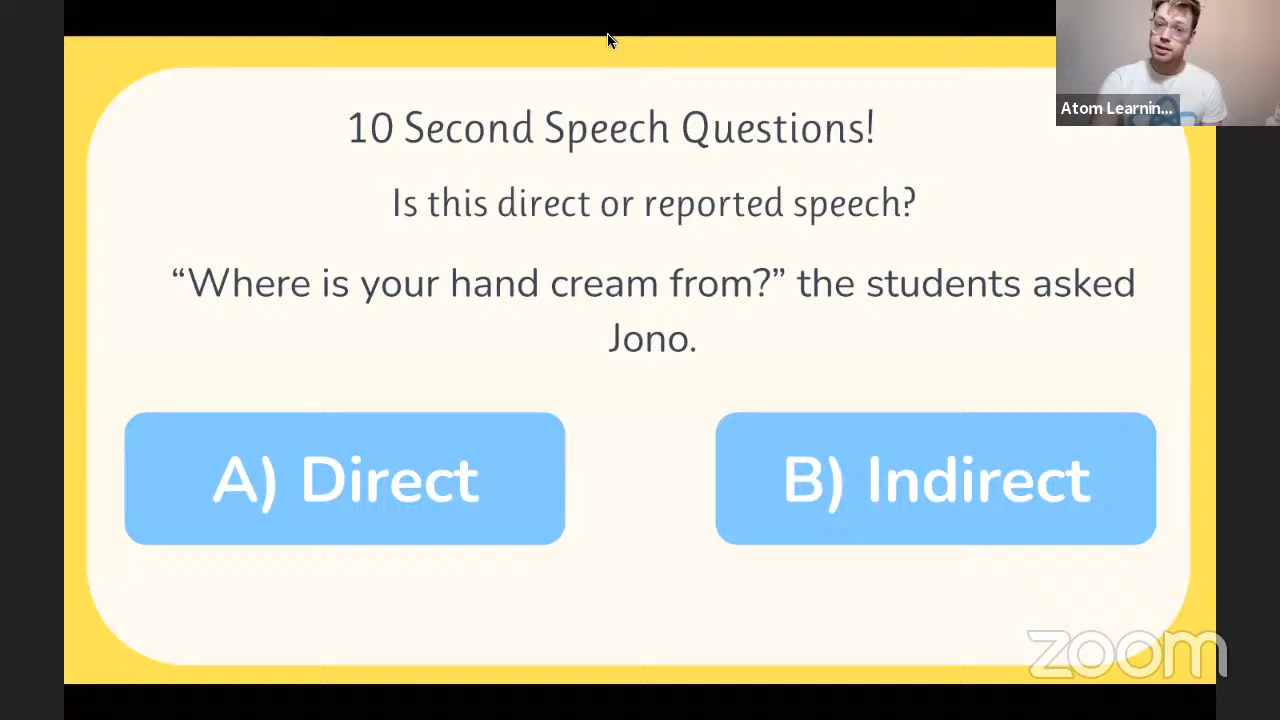 10 Second Speech Questions!
Atom Learnin...
Is this direct or reported speech?
“Where is your hand cream from?” the students asked
Jono.
A) Direct
B) Indirect
zoom